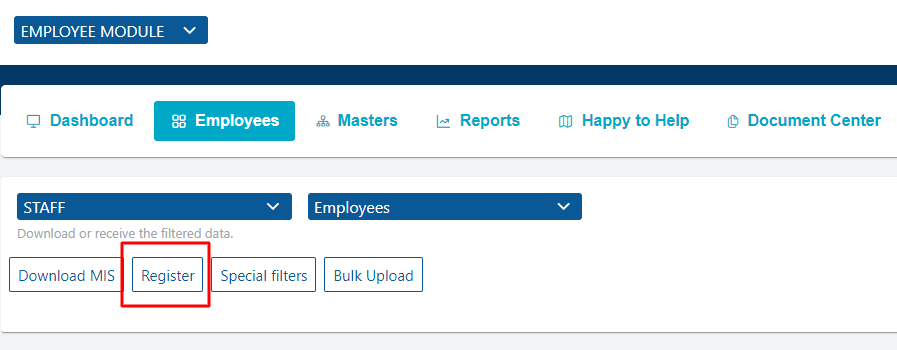 EMPLOYEE MODULE
Dashboard Employees Masters Reports Happy to Help Document Center
STAFF Employees
Download or receive the filtered data.
Download MIS Register Special filters Bulk Upload